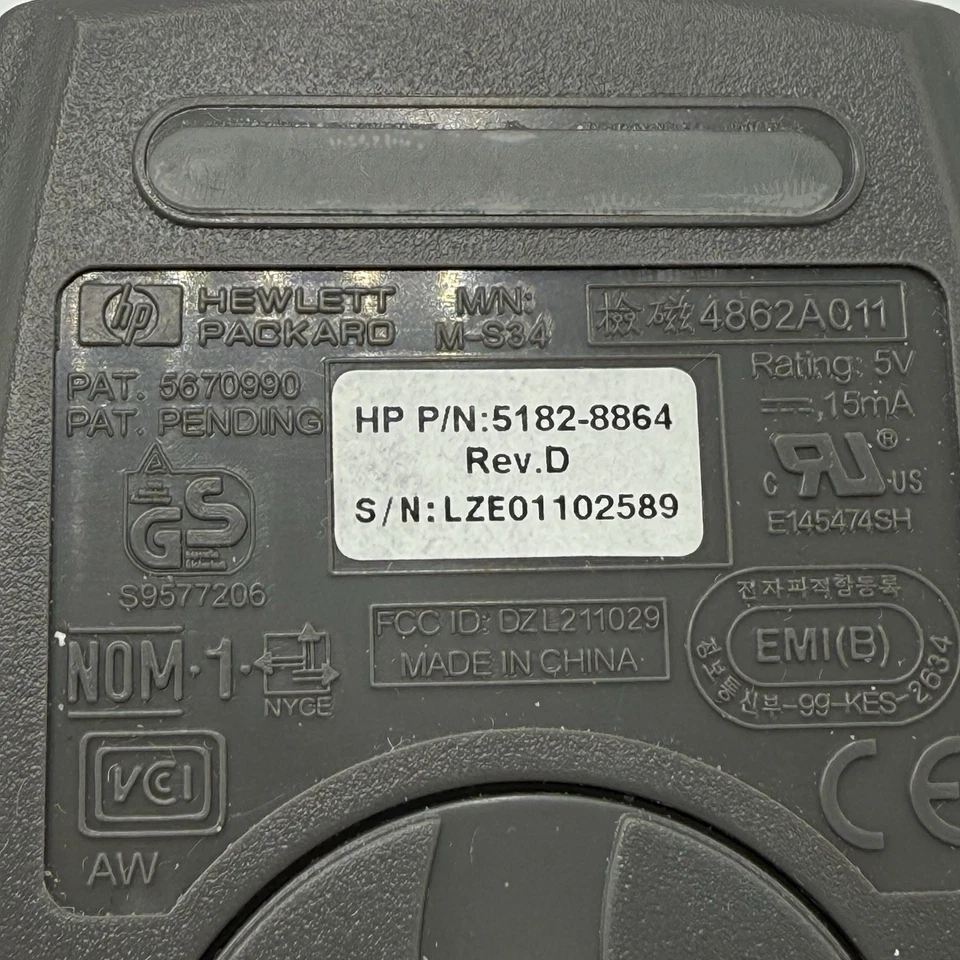 hp HEWLETT PACKARD
M/N: M-S34
檢磁 4862A011
PAT. 5670990
PAT. PENDING
Rating: 5V
,15mA
HP P/N:5182-8864
Rev.D
S/N:LZE01102589
GS
S9577206
C RU ® US
E145474SH
NOM·1·
NYCE
FCC ID: DZL211029
MADE IN CHINA
전자파적합등록
EMI(B)
정보통신부-99-KES-2634
VCI
AW
CE